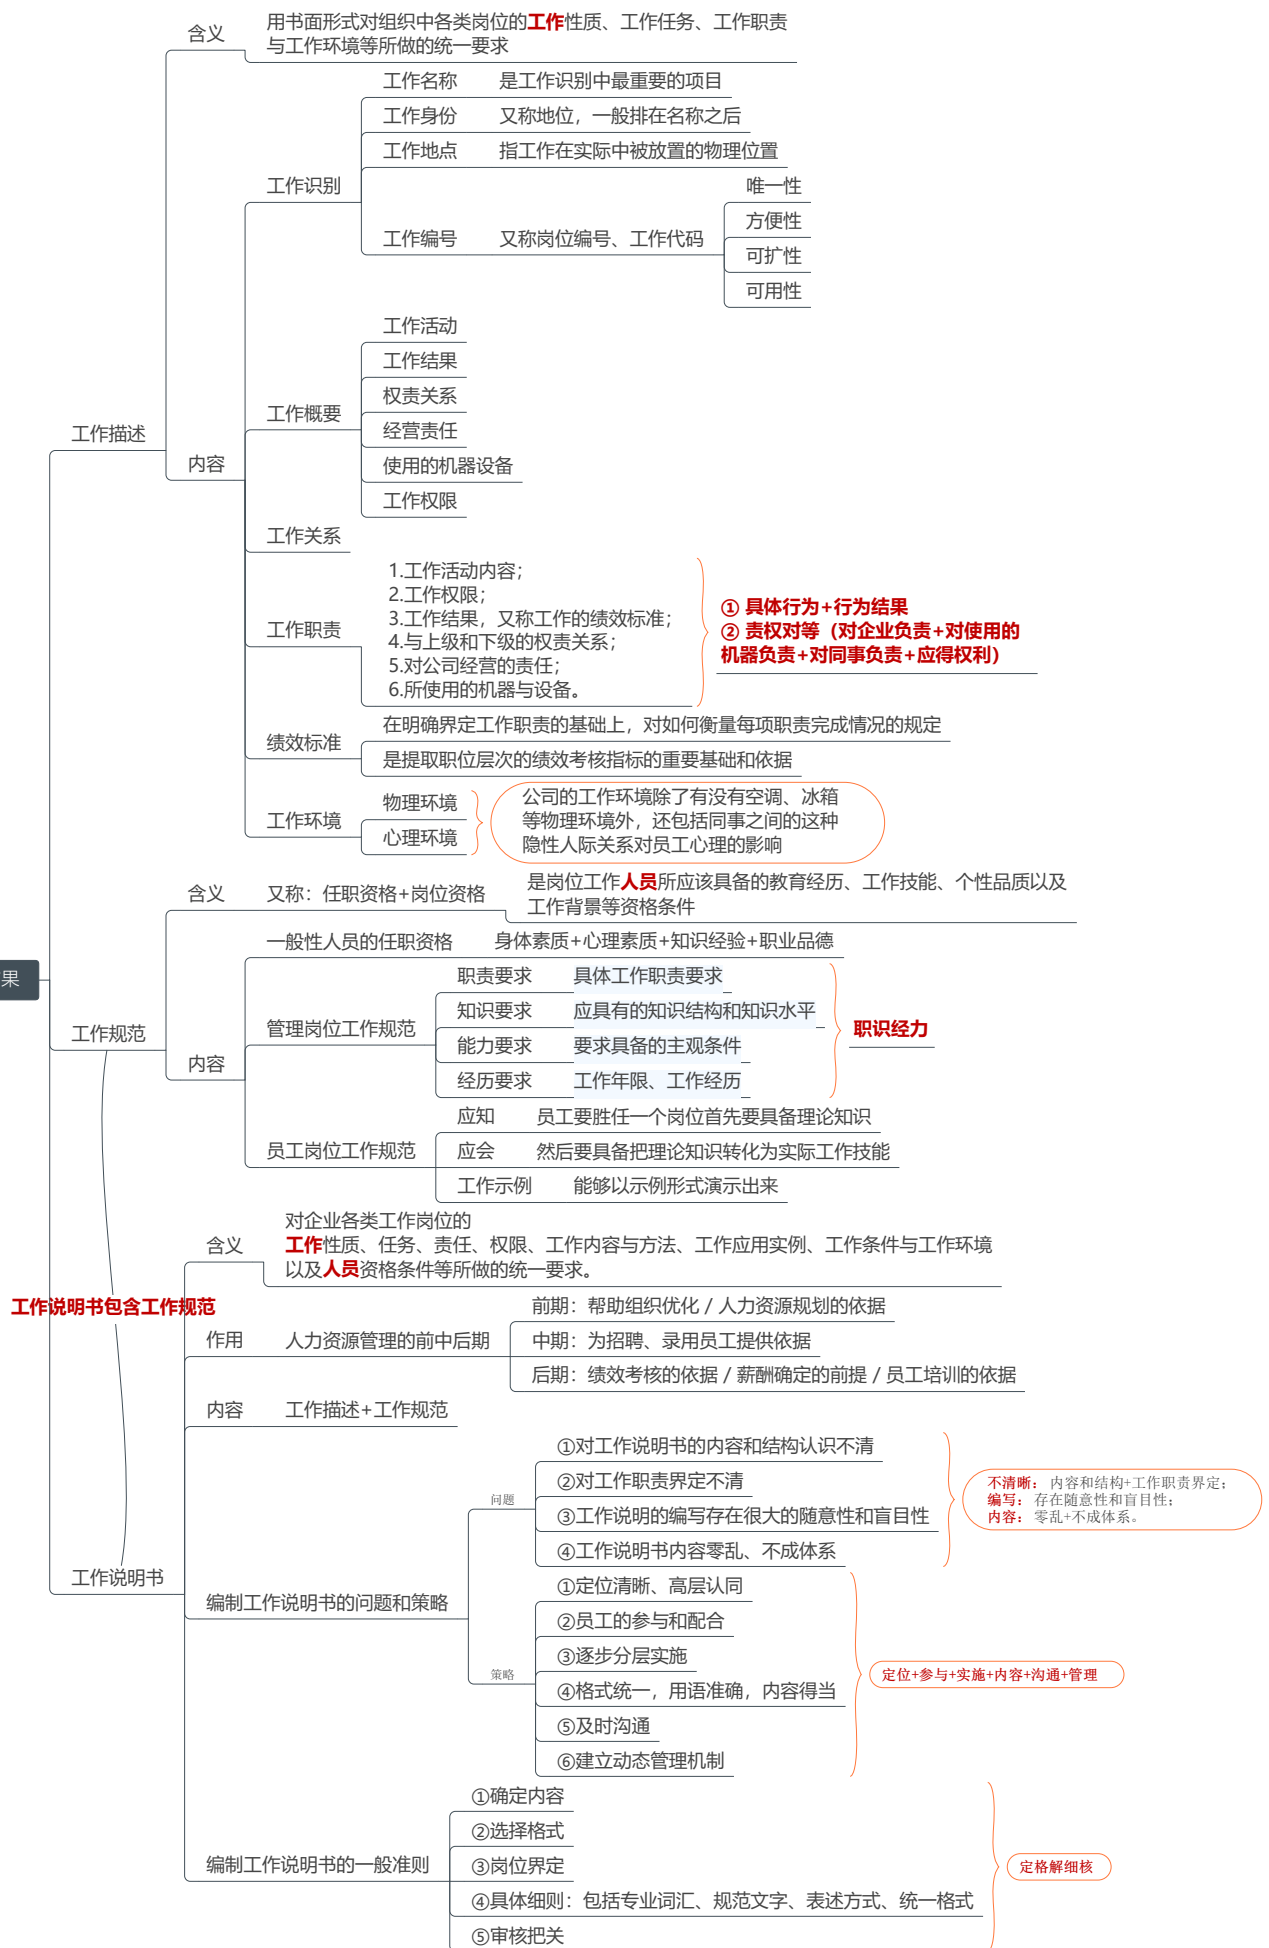 果
工作描述
含义
用书面形式对组织中各类岗位的工作性质、工作任务、工作职责
与工作环境等所做的统一要求
内容
工作识别
工作名称
是工作识别中最重要的项目
工作身份
又称地位，一般排在名称之后
工作地点
指工作在实际中被放置的物理位置
工作编号
又称岗位编号、工作代码
唯一性
方便性
可扩性
可用性
工作概要
工作活动
工作结果
权责关系
经营责任
使用的机器设备
工作权限
工作关系
工作职责
1.工作活动内容；
2.工作权限；
3.工作结果，又称工作的绩效标准；
4.与上级和下级的权责关系；
5.对公司经营的责任；
6.所使用的机器与设备。
① 具体行为+行为结果
② 责权对等（对企业负责+对使用的
机器负责+对同事负责+应得权利）
绩效标准
在明确界定工作职责的基础上，对如何衡量每项职责完成情况的规定
是提取职位层次的绩效考核指标的重要基础和依据
工作环境
物理环境
心理环境
公司的工作环境除了有没有空调、冰箱
等物理环境外，还包括同事之间的这种
隐性人际关系对员工心理的影响
工作规范
含义
又称：任职资格+岗位资格
是岗位工作人员所应该具备的教育经历、工作技能、个性品质以及
工作背景等资格条件
内容
一般性人员的任职资格
身体素质+心理素质+知识经验+职业品德
管理岗位工作规范
职责要求
具体工作职责要求
知识要求
应具有的知识结构和知识水平
能力要求
要求具备的主观条件
经历要求
工作年限、工作经历
职识经力
员工岗位工作规范
应知
员工要胜任一个岗位首先要具备理论知识
应会
然后要具备把理论知识转化为实际工作技能
工作示例
能够以示例形式演示出来
工作说明书包含工作规范
工作说明书
含义
对企业各类工作岗位的
工作性质、任务、责任、权限、工作内容与方法、工作应用实例、工作条件与工作环境
以及人员资格条件等所做的统一要求。
作用
人力资源管理的前中后期
前期：帮助组织优化 / 人力资源规划的依据
中期：为招聘、录用员工提供依据
后期：绩效考核的依据 / 薪酬确定的前提 / 员工培训的依据
内容
工作描述+工作规范
编制工作说明书的问题和策略
问题
①对工作说明书的内容和结构认识不清
②对工作职责界定不清
③工作说明的编写存在很大的随意性和盲目性
④工作说明书内容零乱、不成体系
不清晰： 内容和结构+工作职责界定；
编写： 存在随意性和盲目性；
内容： 零乱+不成体系。
策略
①定位清晰、高层认同
②员工的参与和配合
③逐步分层实施
④格式统一，用语准确，内容得当
⑤及时沟通
⑥建立动态管理机制
定位+参与+实施+内容+沟通+管理
编制工作说明书的一般准则
①确定内容
②选择格式
③岗位界定
④具体细则：包括专业词汇、规范文字、表述方式、统一格式
⑤审核把关
定格解细核